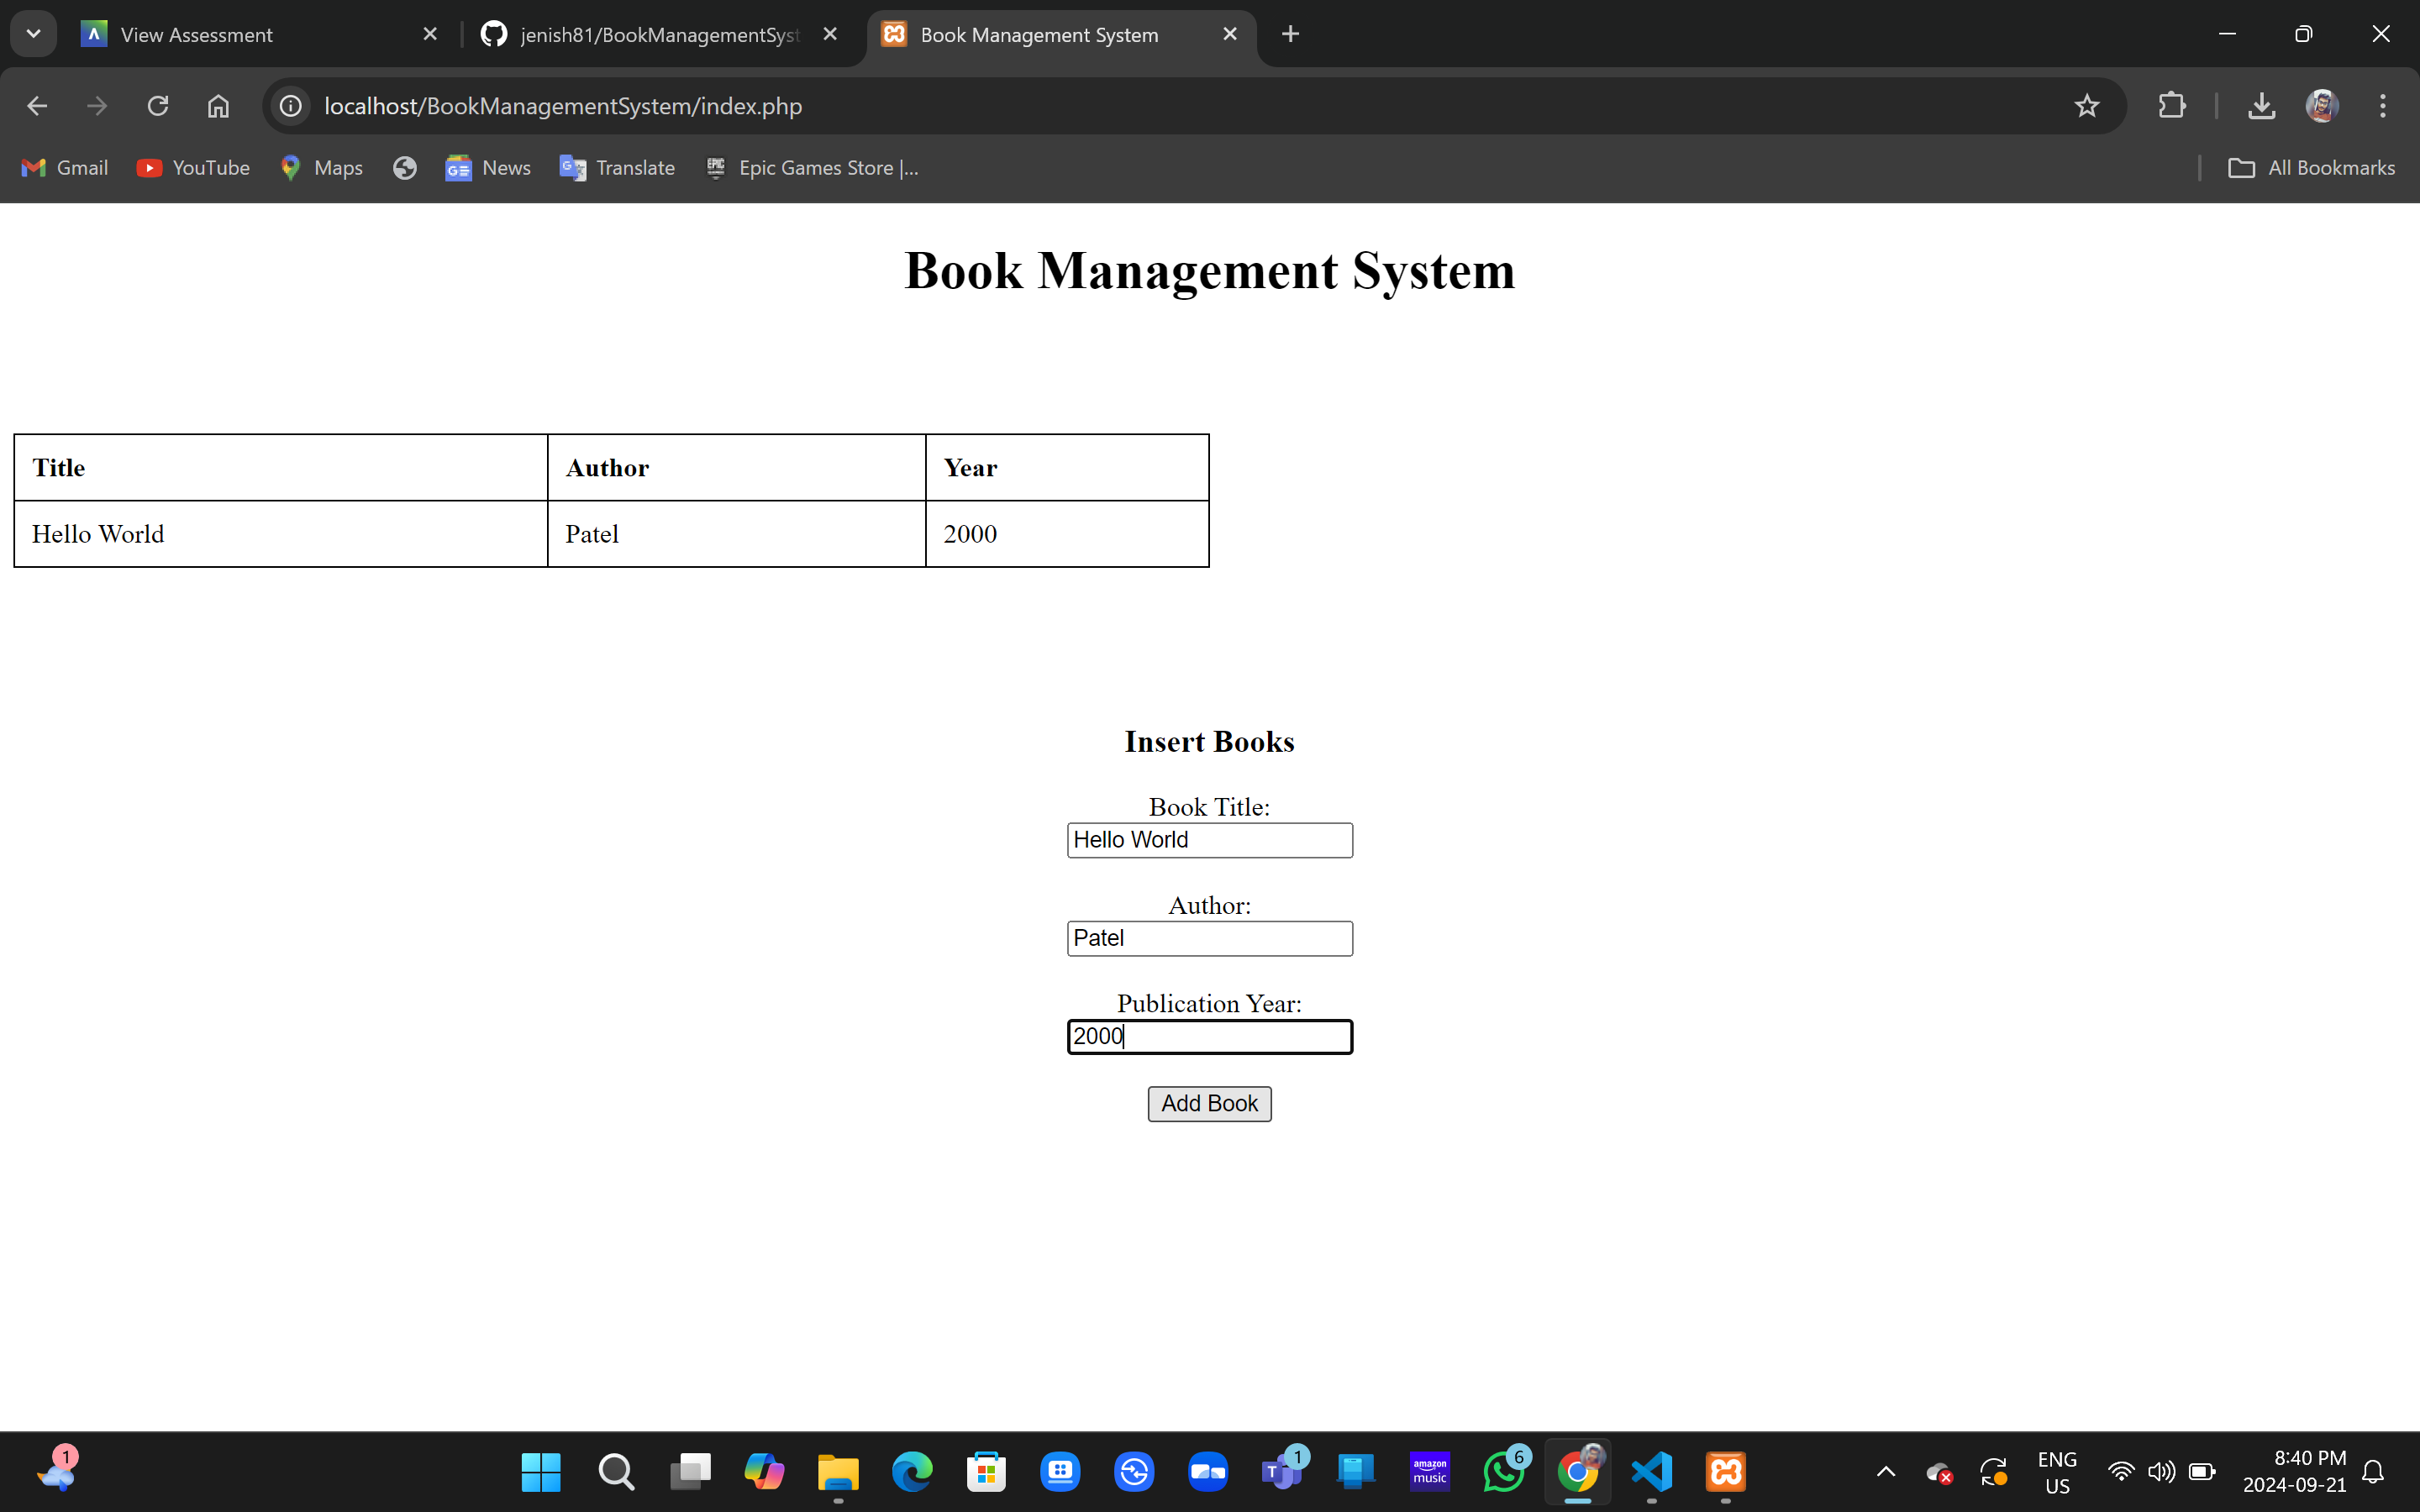 View Assessment
jenish81/BookManagementSyst
Book Management System
localhost/BookManagementSystem/index.php
Gmail
YouTube
Maps
News
Translate
Epic Games Store |...
All Bookmarks
Book Management System
Title Author Year
Hello World Patel 2000
Insert Books
Book Title:
Hello World
Author:
Patel
Publication Year:
2000
Add Book
1
T
1
amazon
music
6
ENG
US
8:40 PM
2024-09-21